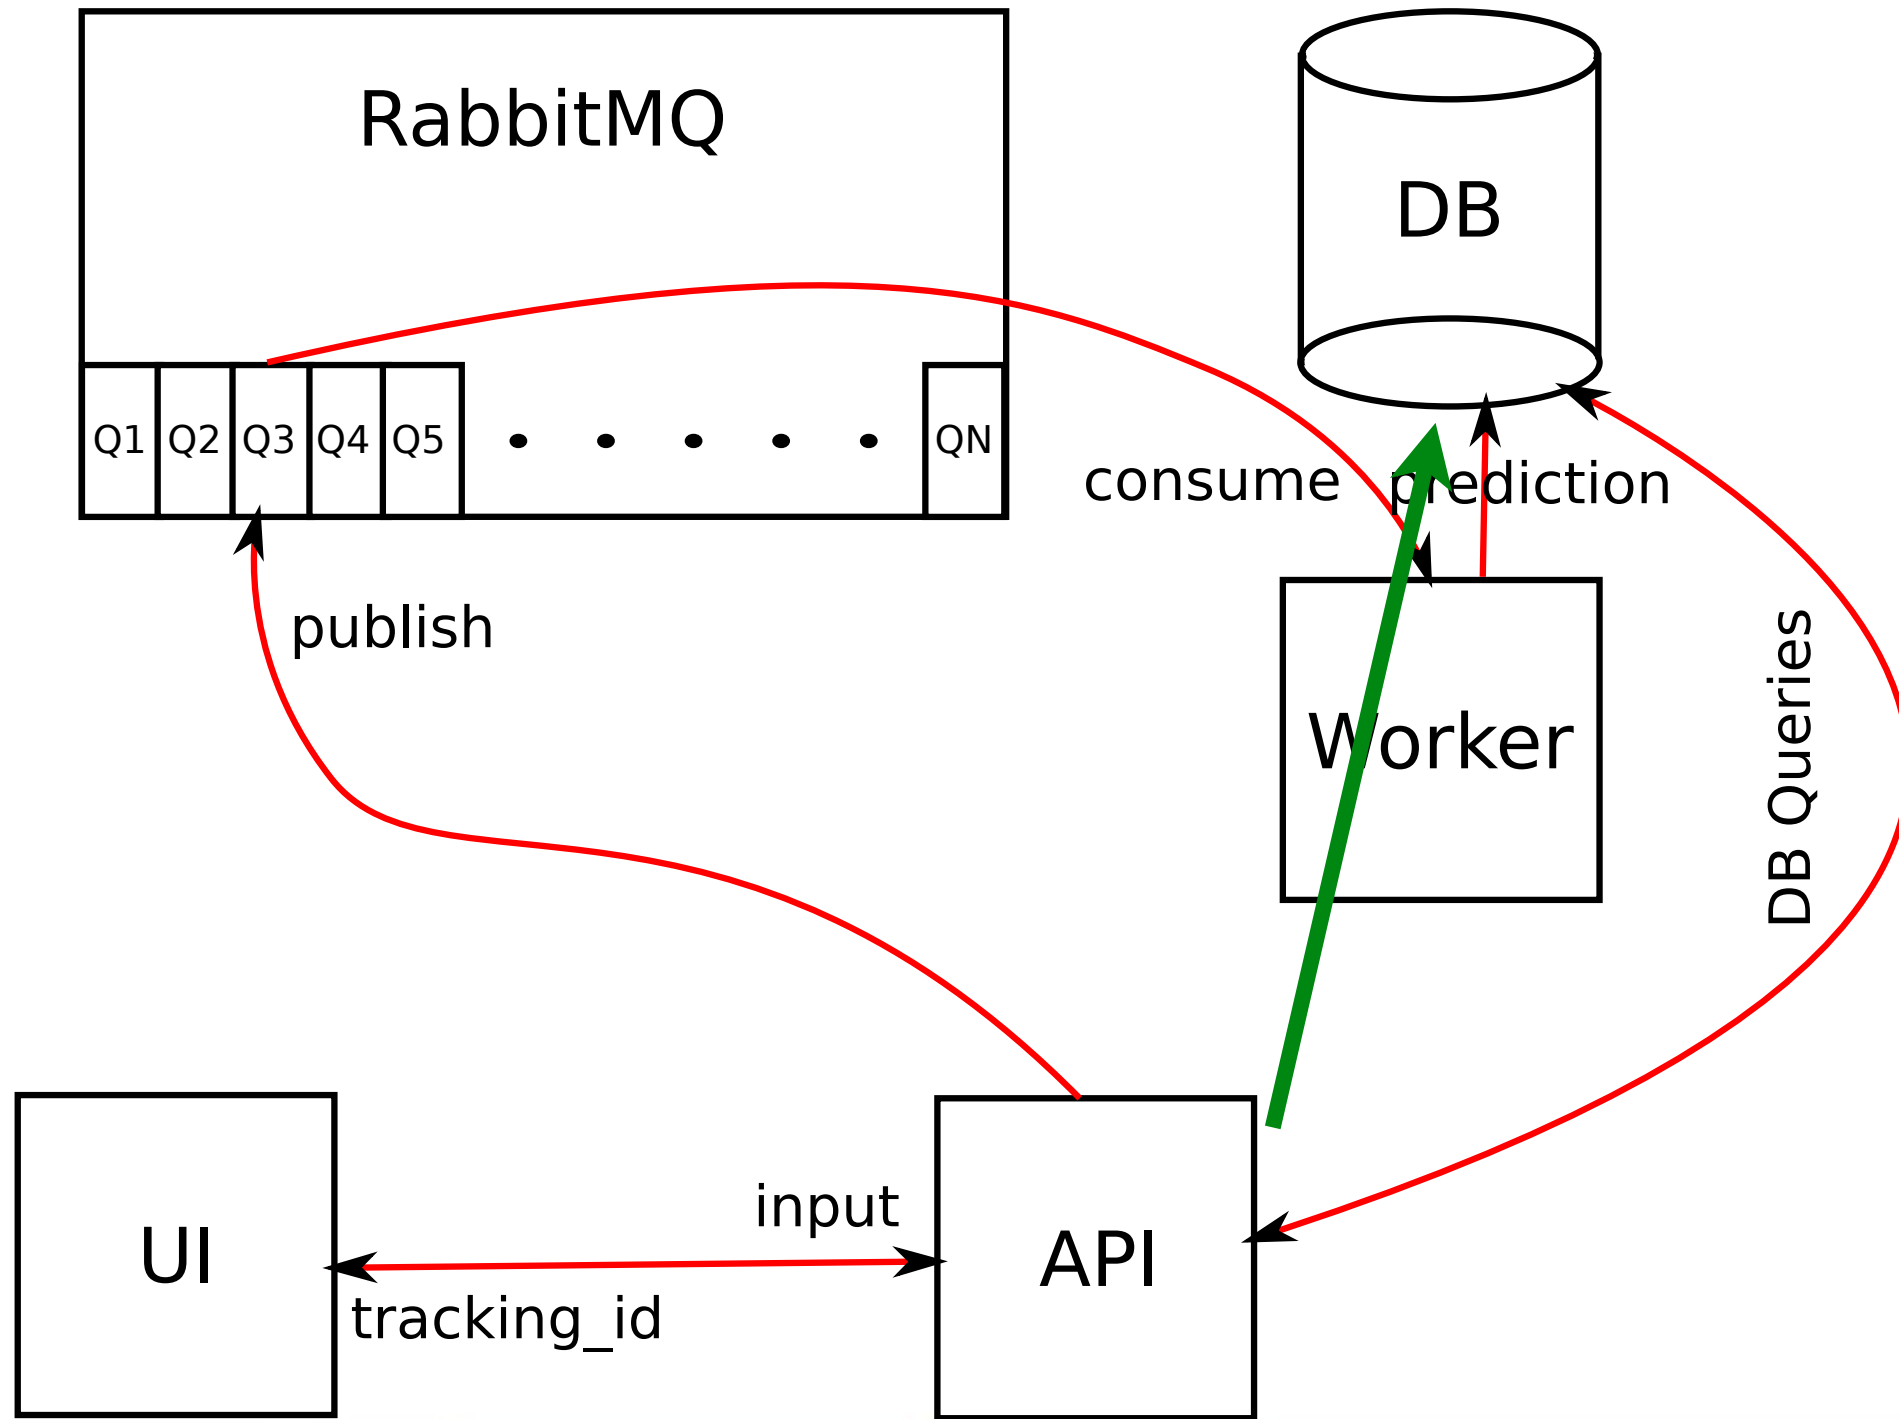 RabbitMQ
DB
Q1 Q2 Q3 Q4 Q5 QN
consume
prediction
publish
Worker
DB Queries
input
UI
API
tracking_id